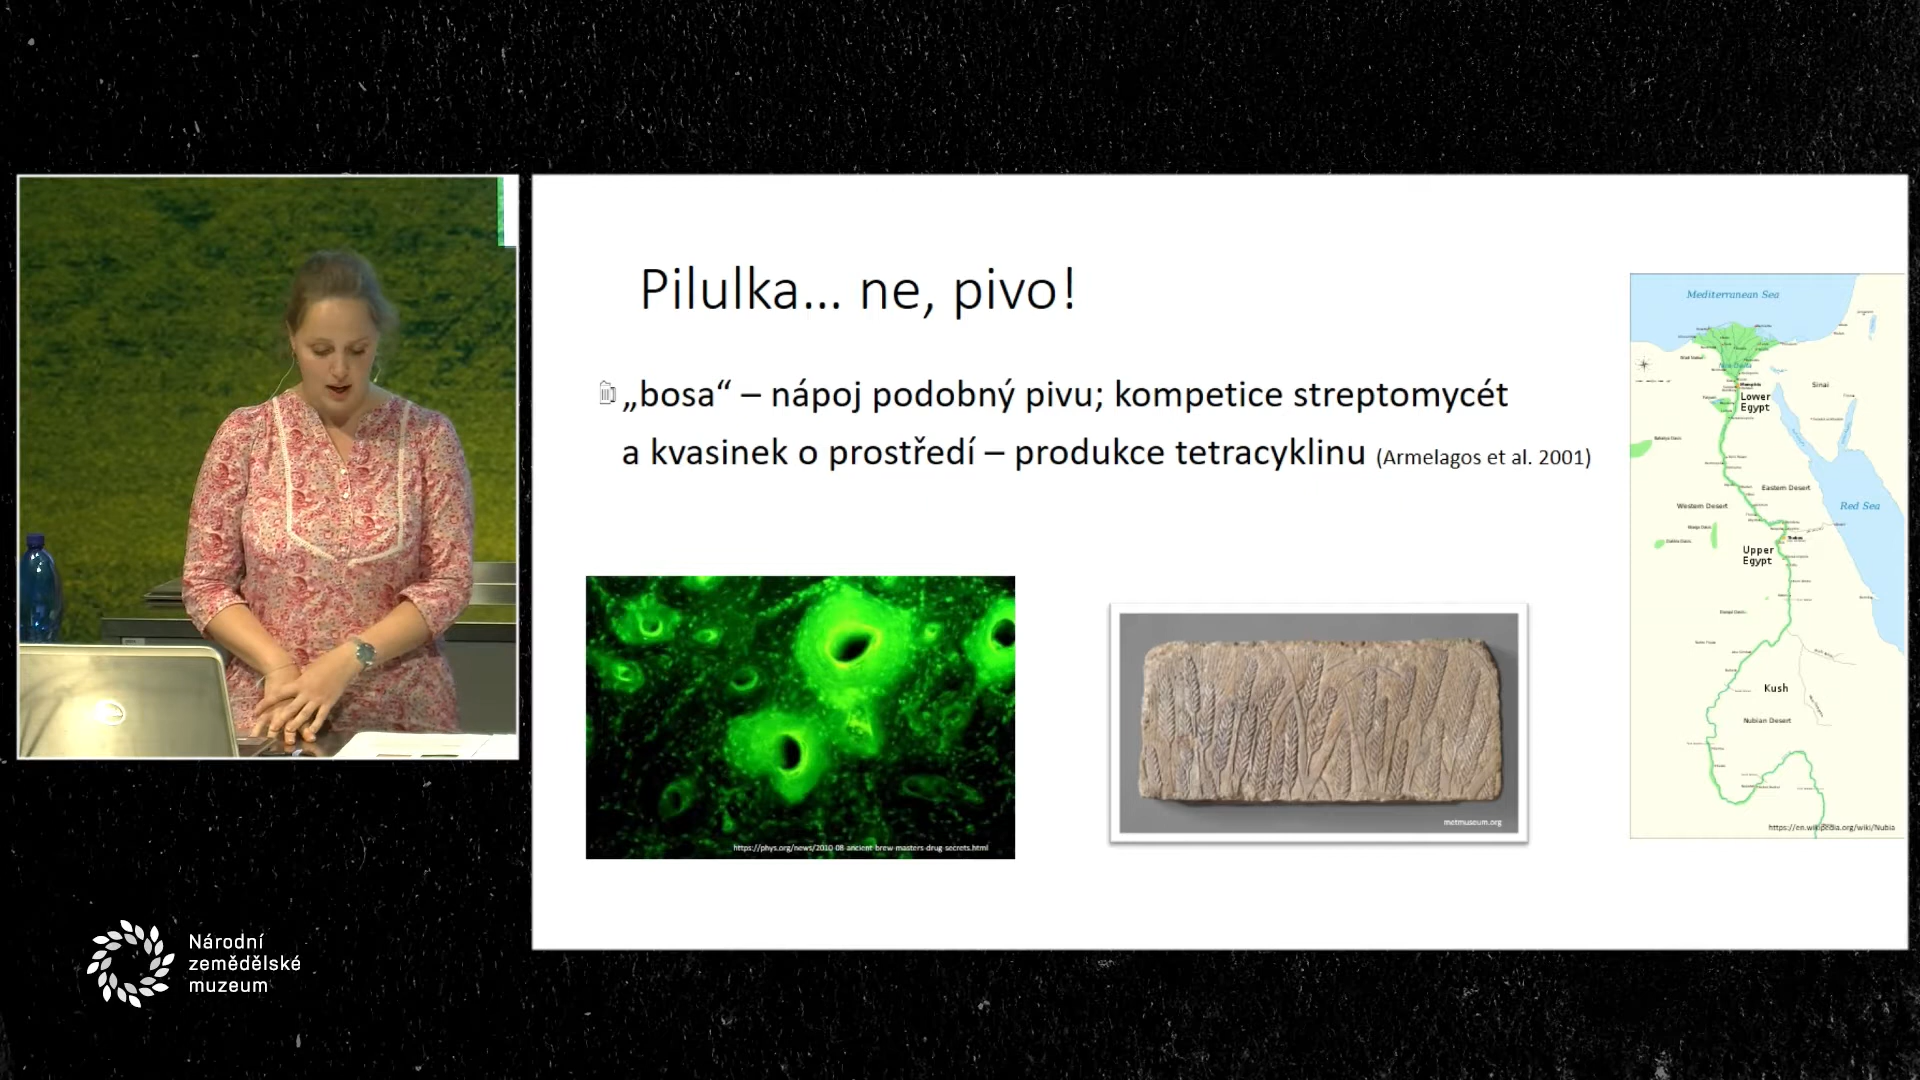 Pilulka... ne, pivo!
„bosa“ – nápoj podobný pivu; kompetice streptomycét
a kvasinek o prostředí – produkce tetracyklinu (Armelagos et al. 2001)
https://phys.org/news/2010-08-ancient-brew-masters-drug-secrets.html
metmuseum.org
Mediterranean Sea
Sinai
Lower
Egypt
Eastern Desert
Western Desert
Red Sea
Thebes
Upper
Egypt
Kush
Nubian Desert
https://en.wikipedia.org/wiki/Nubia
Národní
zemědělské
muzeum